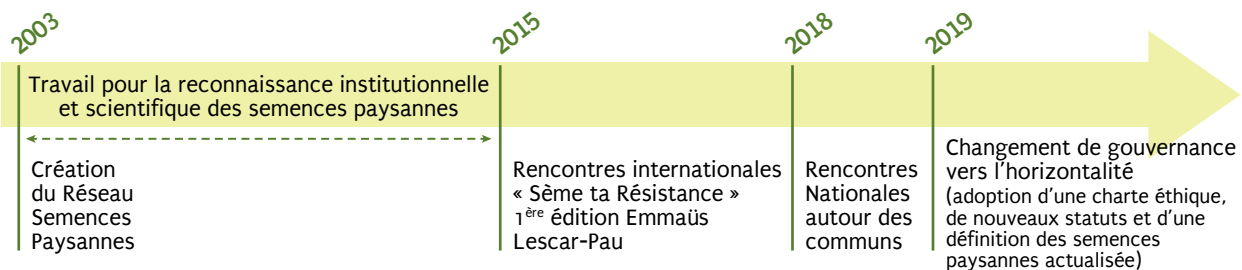 2003
2015
2018
2019
Travail pour la reconnaissance institutionnelle
et scientifique des semences paysannes
Création
du Réseau
Semences
Paysannes
Rencontres internationales
« Sème ta Résistance »
1ère édition Emmaüs
Lescar-Pau
Rencontres
Nationales
autour des
communs
Changement de gouvernance
vers l'horizontalité
(adoption d'une charte éthique,
de nouveaux statuts et d'une
définition des semences
paysannes actualisée)